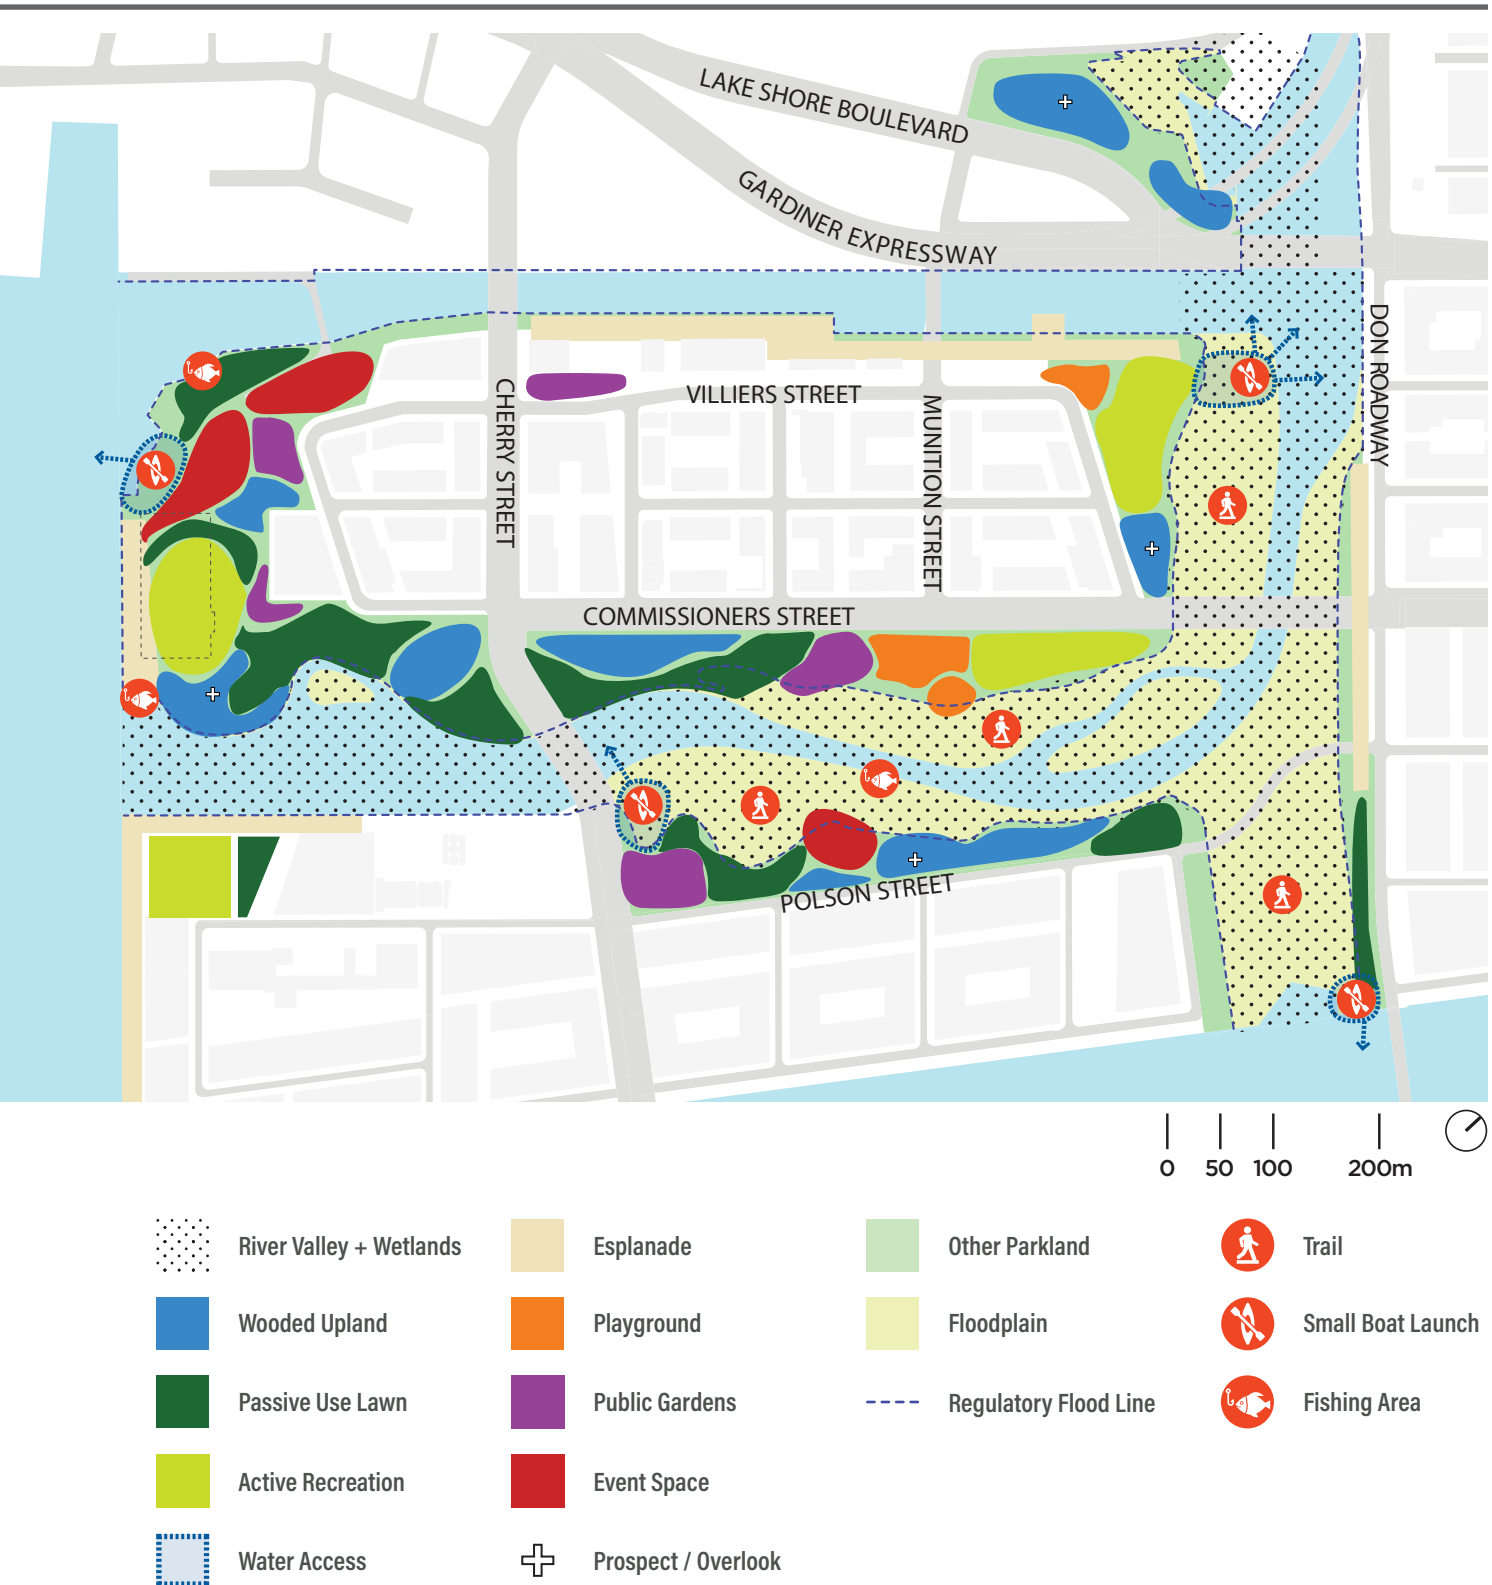 LAKE SHORE BOULEVARD
GARDINER EXPRESSWAY
DON ROADWAY
CHERRY STREET
VILLIERS STREET
MUNITION STREET
COMMISSIONERS STREET
POLSON STREET
0 50 100 200m
River Valley + Wetlands
Esplanade
Other Parkland
Trail
Wooded Upland
Playground
Floodplain
Small Boat Launch
Passive Use Lawn
Public Gardens
Regulatory Flood Line
Fishing Area
Active Recreation
Event Space
Water Access
Prospect / Overlook